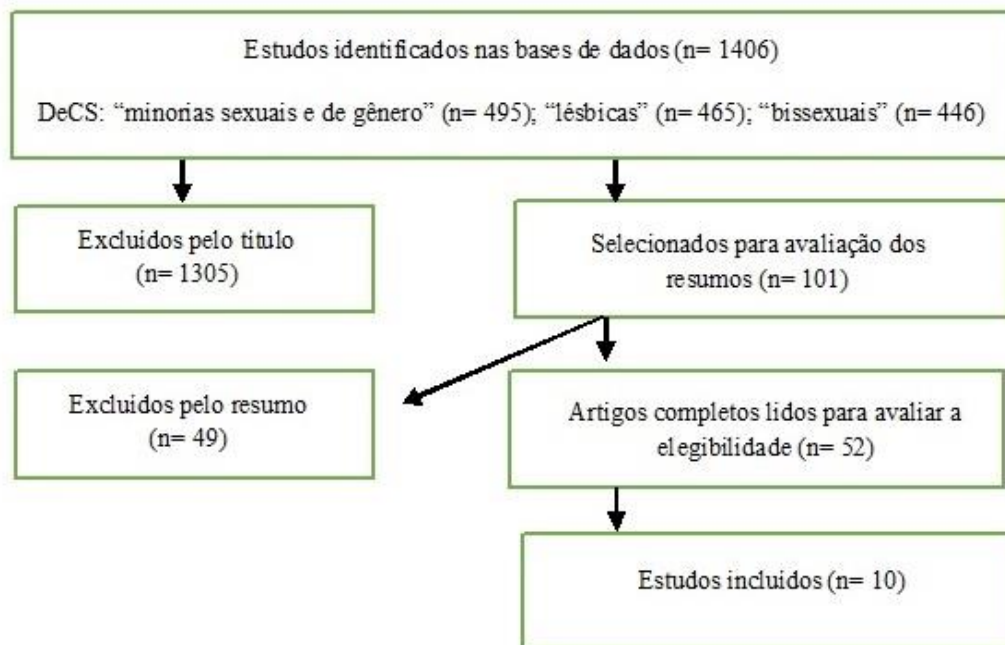 Estudos identificados nas bases de dados (n= 1406)
DeCS: “minorias sexuais e de gênero” (n= 495); “lésbicas” (n= 465); “bissexuais” (n= 446)
Excluídos pelo título
(n= 1305)
Selecionados para avaliação dos
resumos (n= 101)
Excluídos pelo resumo
(n= 49)
Artigos completos lidos para avaliar a
elegibilidade (n= 52)
Estudos incluídos (n= 10)